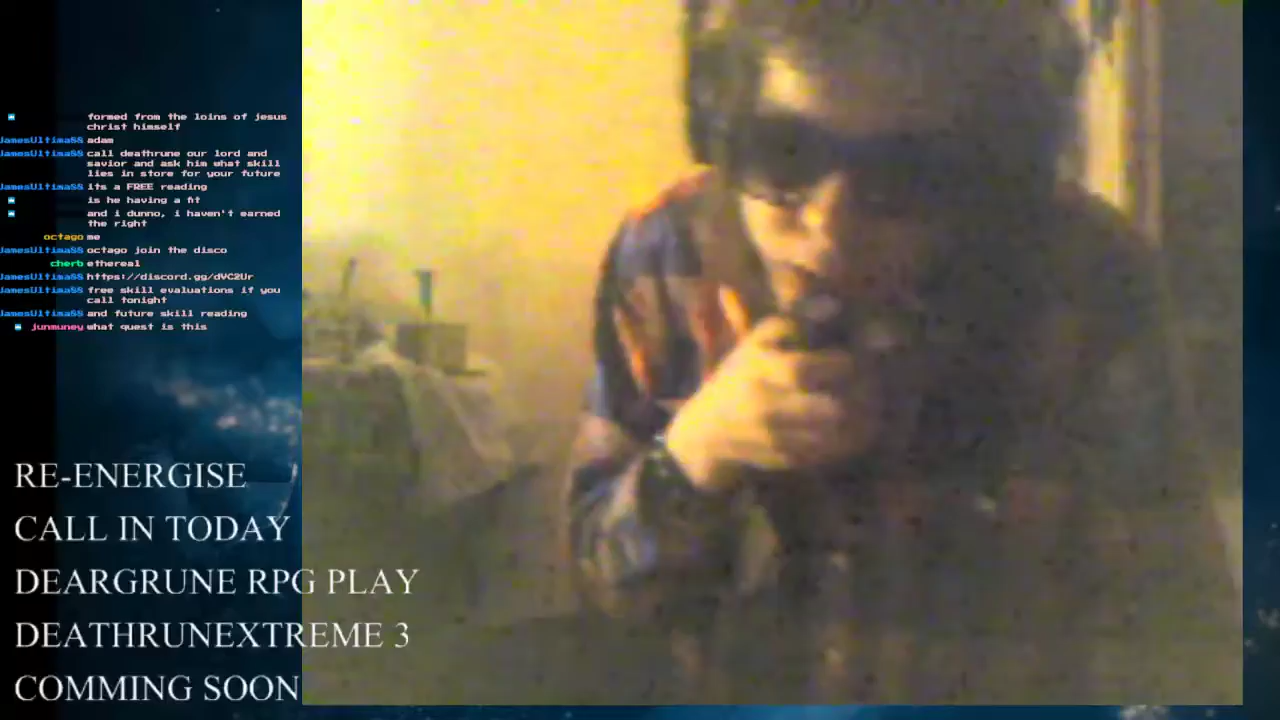 formed from the loins of jesus
christ himself
JamesUltima88 adam
JamesUltima88 call deathrune our lord and
savior and ask him what skill
lies in store for your future
JamesUltima88 its a FREE reading
is he having a fit
and i dunno, i haven't earned
the right
octago me
JamesUltima88 octago join the disco
cherb ethereal
JamesUltima88 https://discord.gg/dVC2Ur
JamesUltima88 free skill evaluations if you
call tonight
JamesUltima88 and future skill reading
junmuney what quest is this
RE-ENERGISE
CALL IN TODAY
DEARGRUNE RPG PLAY
DEATHRUNEXTREME 3
COMMING SOON